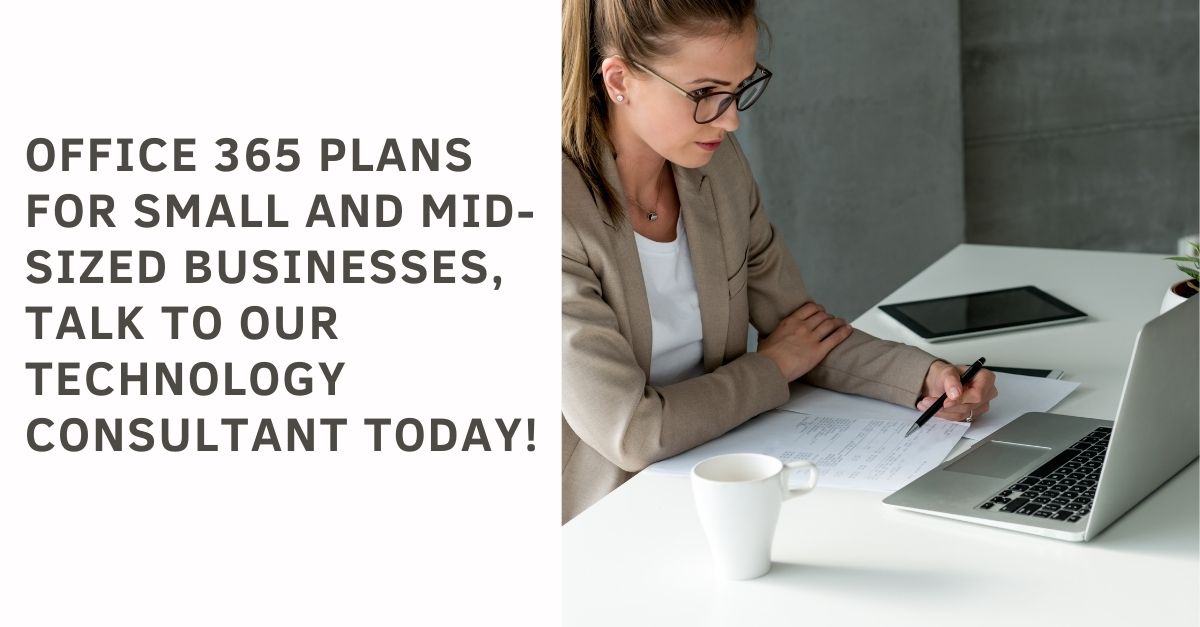 OFFICE 365 PLANS
FOR SMALL AND MID-
SIZED BUSINESSES,
TALK TO OUR
TECHNOLOGY
CONSULTANT TODAY!